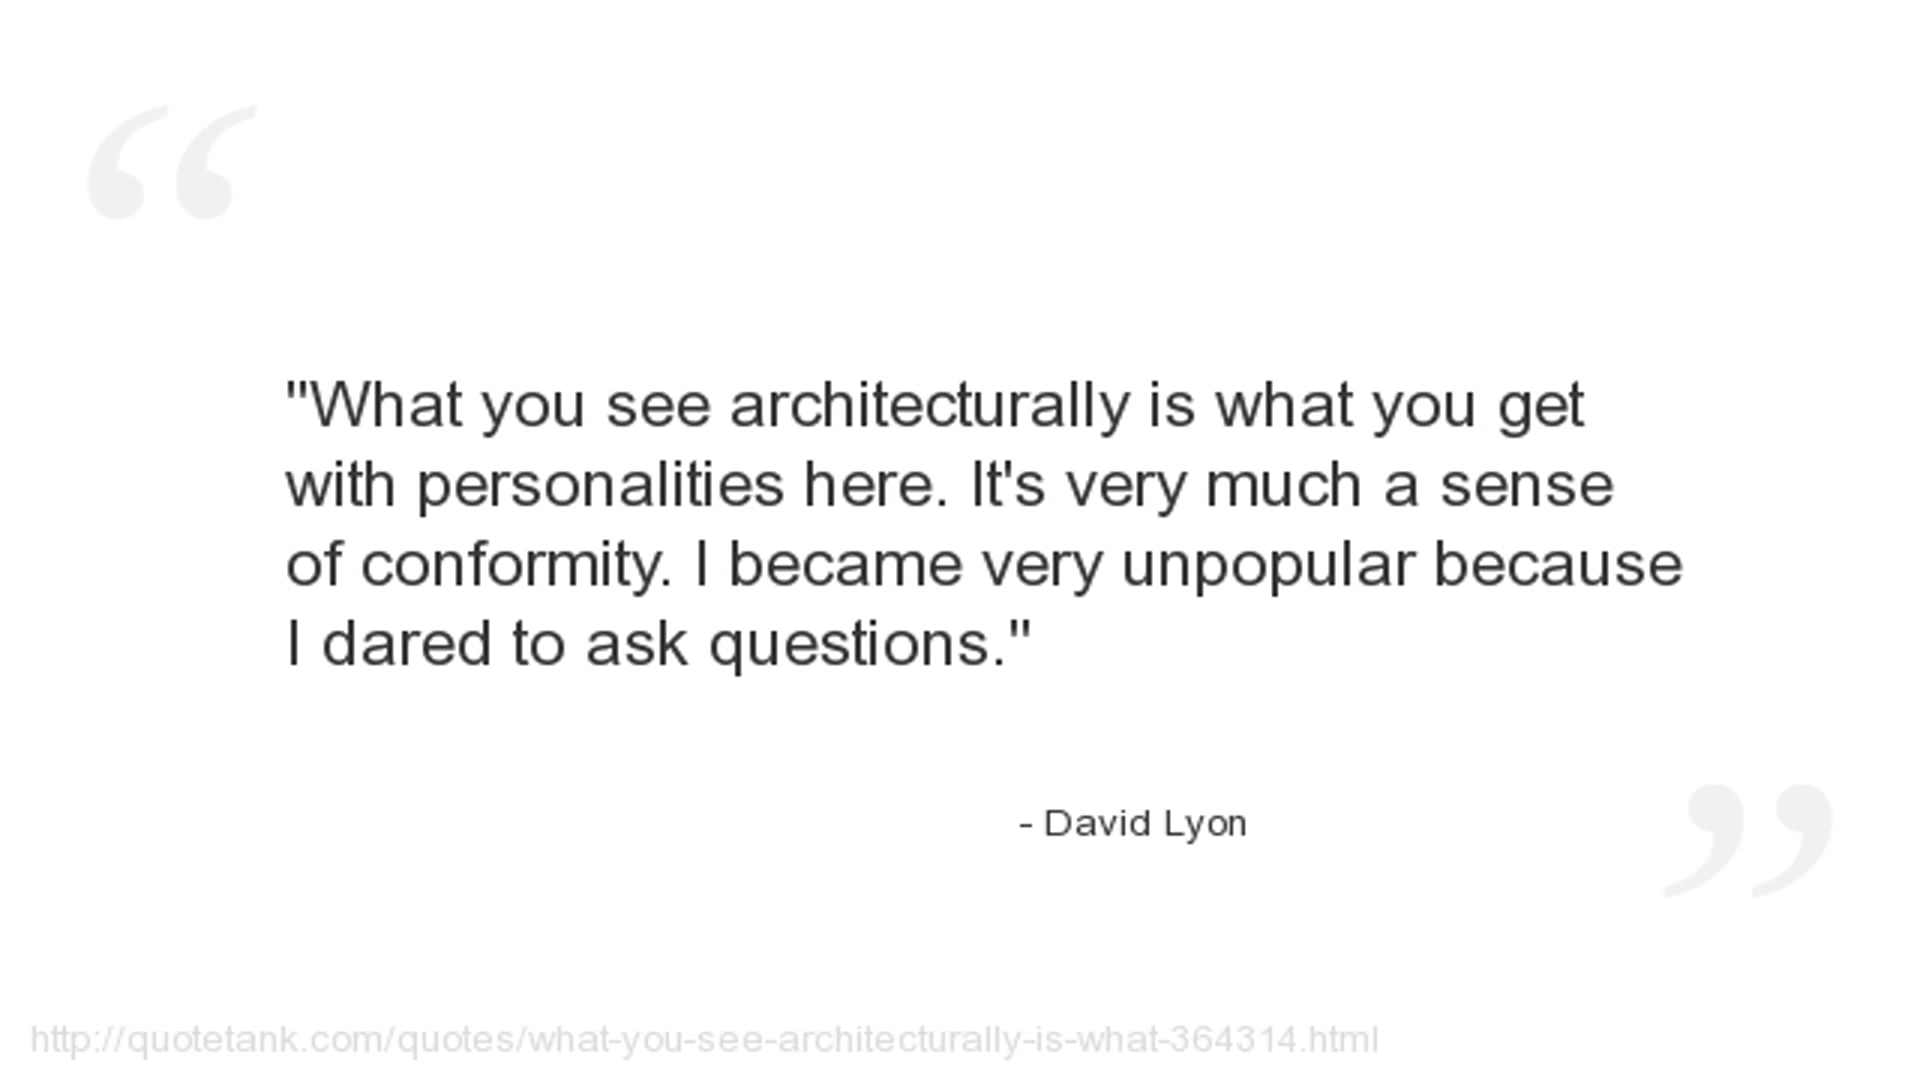 "What you see architecturally is what you get
with personalities here. It's very much a sense
of conformity. I became very unpopular because
I dared to ask questions."
- David Lyon
http://quotetank.com/quotes/what-you-see-architecturally-is-what-364314.html